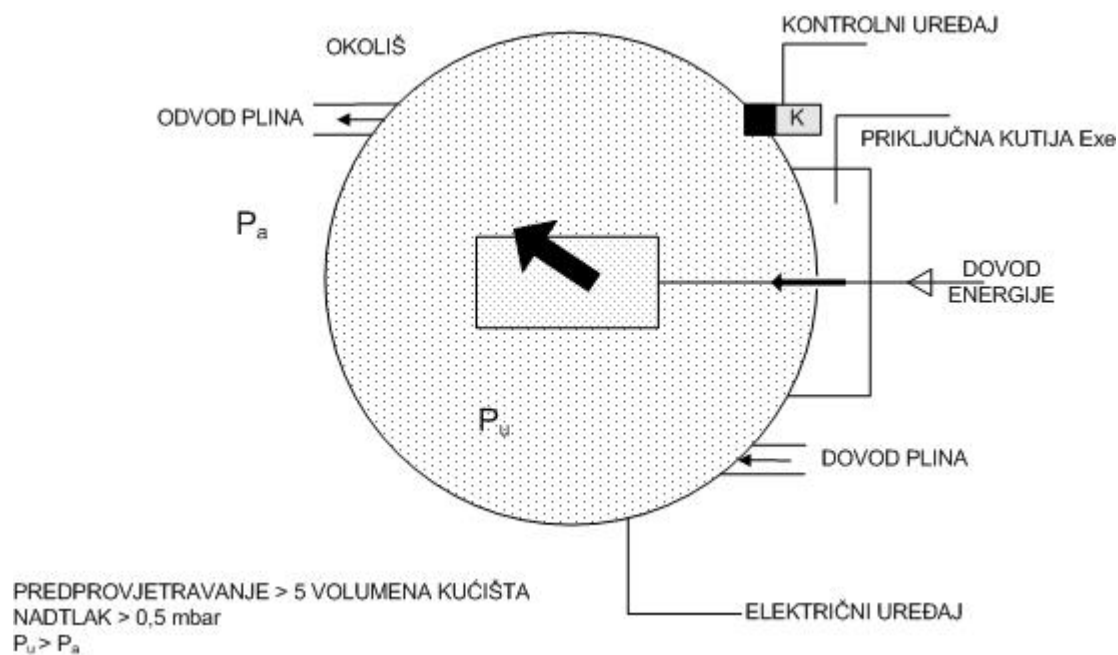 KONTROLNI UREĐAJ
OKOLIŠ
ODVOD PLINA
K
PRIKLJUČNA KUTIJA Exe
Pa
DOVOD
ENERGIJE
Pu
DOVOD PLINA
PREDPROVJETRAVANJE > 5 VOLUMENA KUĆIŠTA
NADTLAK > 0,5 mbar
Pu > Pa
ELEKTRIČNI UREĐAJ